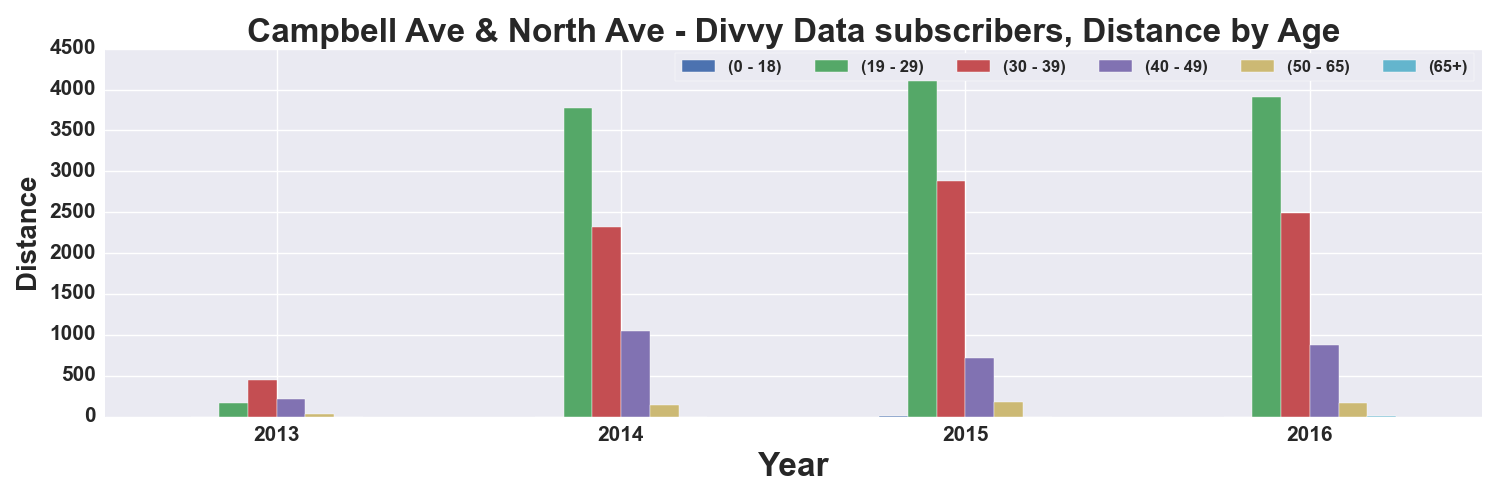 Campbell Ave & North Ave - Divvy Data subscribers, Distance by Age
(0 - 18) (19 - 29) (30 - 39) (40 - 49) (50 - 65) (65+)
Distance
4500
4000
3500
3000
2500
2000
1500
1000
500
0
2013 2014 2015 2016
Year